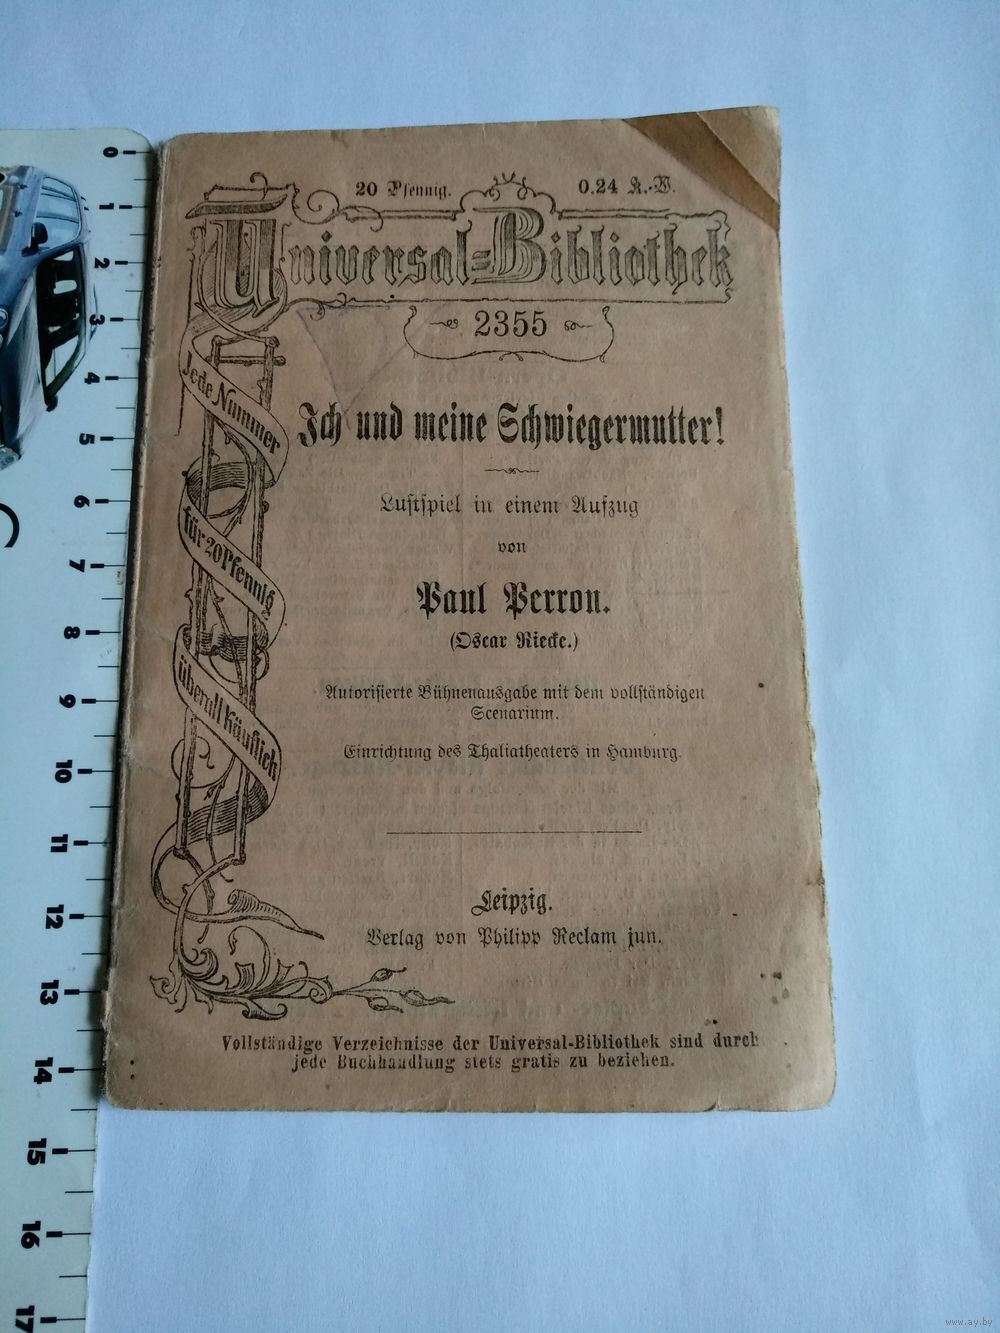 20 Pfennig. 0.24 K.-W.
Universal-Bibliothek
2355
Jede Nummer
für 20 Pfennig
überall käuflich
Ich und meine Schwiegermutter!
Lustspiel in einem Aufzug
von
Paul Perron.
(Oscar Riecke.)
Autorisierte Bühnenausgabe mit dem vollständigen
Scenarium.
Einrichtung des Thaliatheaters in Hamburg.
Leipzig.
Verlag von Philipp Reclam jun.
Vollständige Verzeichnisse der Universal-Bibliothek sind durch
jede Buchhandlung stets gratis zu beziehen.
0
1
2
3
4
5
6
7
8
9
10
11
12
13
14
15
16
17
www.ay.by